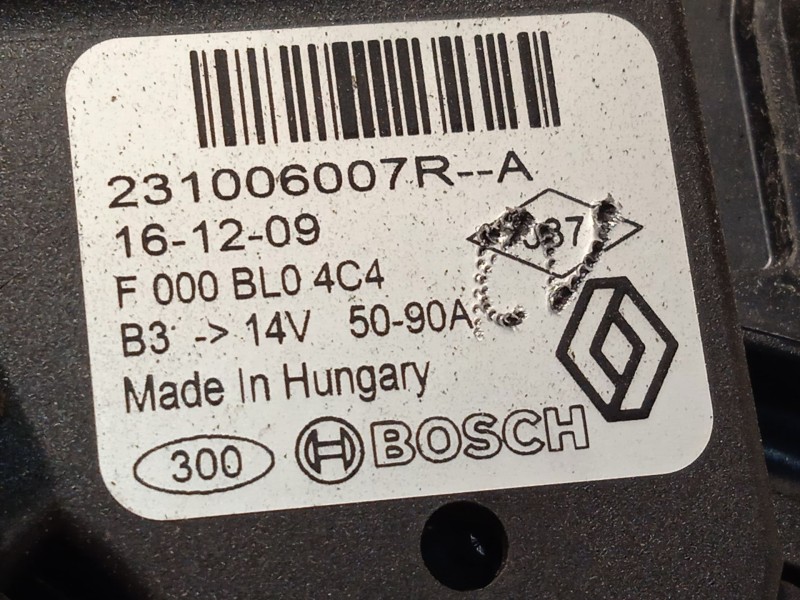 231006007R--A
16-12-09
F 000 BL0 4C4
B3 -> 14V 50-90A
Made In Hungary
300 BOSCH